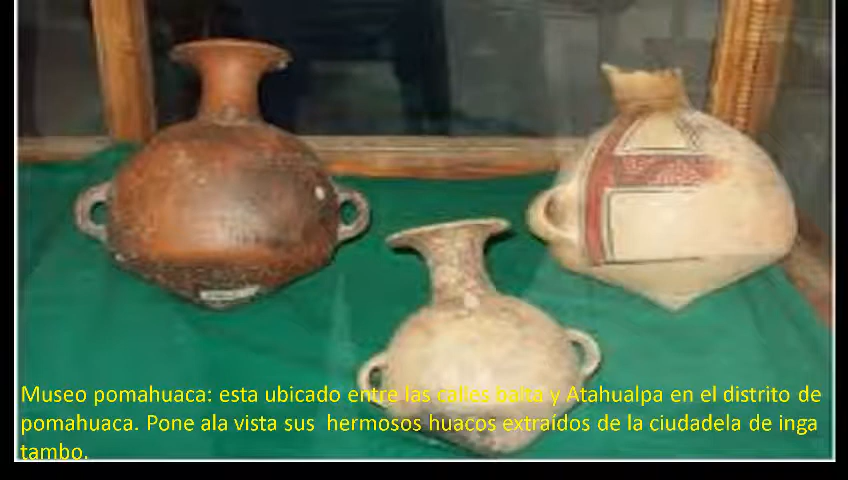 Museo pomahuaca: esta ubicado entre las calles balta y Atahualpa en el distrito de
pomahuaca. Pone ala vista sus  hermosos huacos extraídos de la ciudadela de inga
tambo.